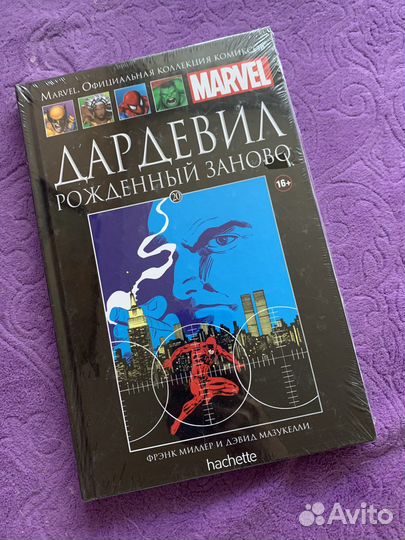 MARVEL. ОФИЦИАЛЬНАЯ КОЛЛЕКЦИЯ КОМИКСОВ
MARVEL
ДАРДЕВИЛ
РОЖДЕННЫЙ ЗАНОВО
20
16+
ФРЭНК МИЛЛЕР И ДЭВИД МАЗУКЕЛЛИ
hachette
Avito